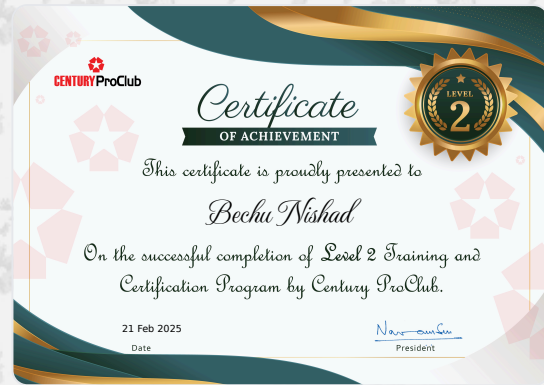 CENTURY ProClub
LEVEL
2
Certificate
OF ACHIEVEMENT
This certificate is proudly presented to
Bechu Nishad
On the successful completion of Level 2 Training and
Certification Program by Century ProClub.
21 Feb 2025
Date
President